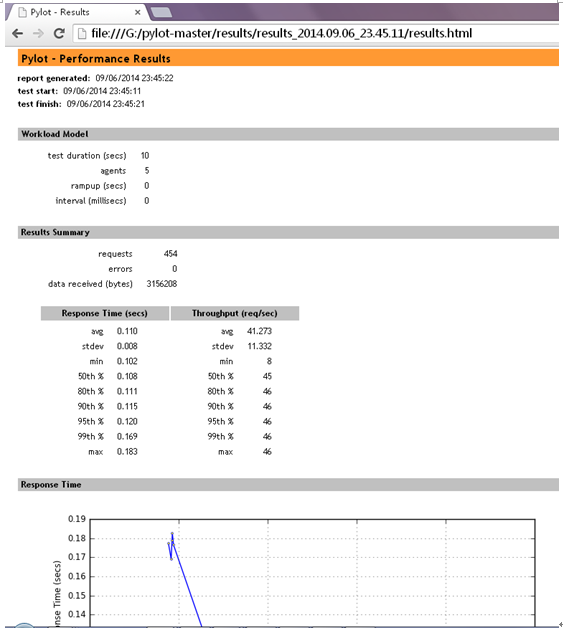 Pylot - Results
file:///G:/pylot-master/results/results_2014.09.06_23.45.11/results.html
Pylot - Performance Results
report generated: 09/06/2014 23:45:22
test start: 09/06/2014 23:45:11
test finish: 09/06/2014 23:45:21
Workload Model
test duration (secs) 10
agents 5
rampup (secs) 0
interval (millisecs) 0
Results Summary
requests 454
errors 0
data received (bytes) 3156208
Response Time (secs) Throughput (req/sec)
avg 0.110 avg 41.273
stdev 0.008 stdev 11.332
min 0.102 min 8
50th % 0.108 50th % 45
80th % 0.111 80th % 46
90th % 0.115 90th % 46
95th % 0.120 95th % 46
99th % 0.169 99th % 46
max 0.183 max 46
Response Time
0.19
0.18
0.17
0.16
0.15
0.14
nse Time (secs)